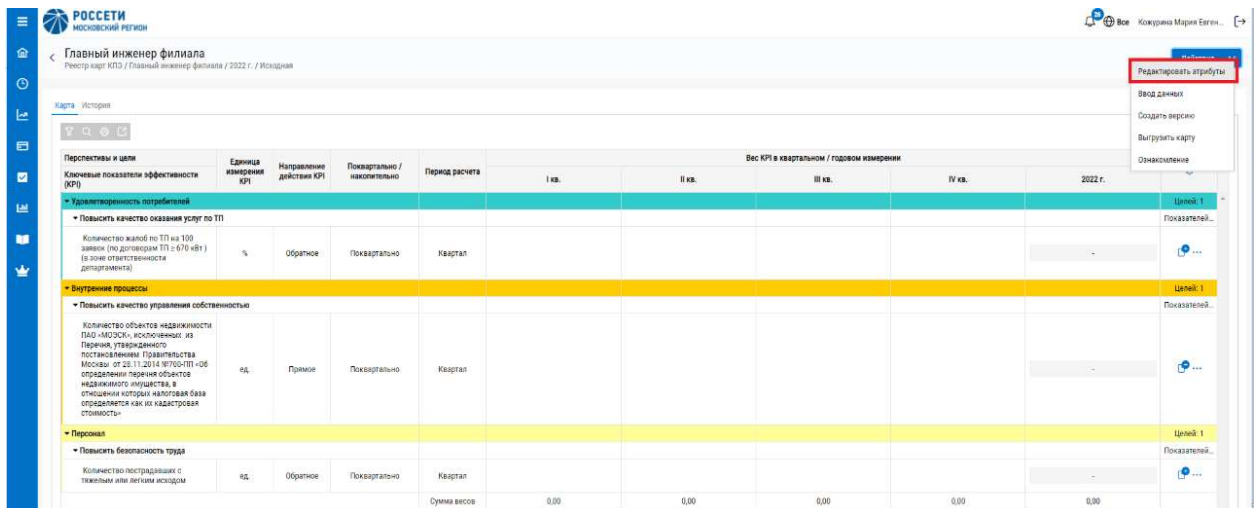 РОССЕТИ
МОСКОВСКИЙ РЕГИОН
Все Кожурина Мария Евген...
Главный инженер филиала
Реестр карт КПЭ / Главный инженер филиала / 2022 г. / Исходная
Действия
Редактировать атрибуты
Ввод данных
Создать версию
Выгрузить карту
Ознакомление
Карта История
Перспективы и цели
Ключевые показатели эффективности
(KPI)
Единица
измерения
KPI
Направление
действия KPI
Поквартально /
накопительно
Период расчета
Вес KPI в квартальном / годовом измерении
I кв. II кв. III кв. IV кв. 2022 г.
Удовлетворенность потребителей Целей: 1
Повысить качество оказания услуг по ТП Показателей...
Количество жалоб по ТП на 100
заявок (по договорам ТП ≥ 670 кВт )
(в зоне ответственности
департамента)
% Обратное Поквартально Квартал -
Внутренние процессы Целей: 1
Повысить качество управления собственностью Показателей...
Количество объектов недвижимости
ПАО «МОЭСК», исключенных из
Перечня, утвержденного
постановлением Правительства
Москвы от 28.11.2014 №700-ПП «Об
определении перечня объектов
недвижимого имущества, в
отношении которых налоговая база
определяется как их кадастровая
стоимость»
ед. Прямое Поквартально Квартал -
Персонал Целей: 1
Повысить безопасность труда Показателей...
Количество пострадавших с
тяжелым или легким исходом
ед. Обратное Поквартально Квартал -
Сумма весов 0,00 0,00 0,00 0,00 0,00